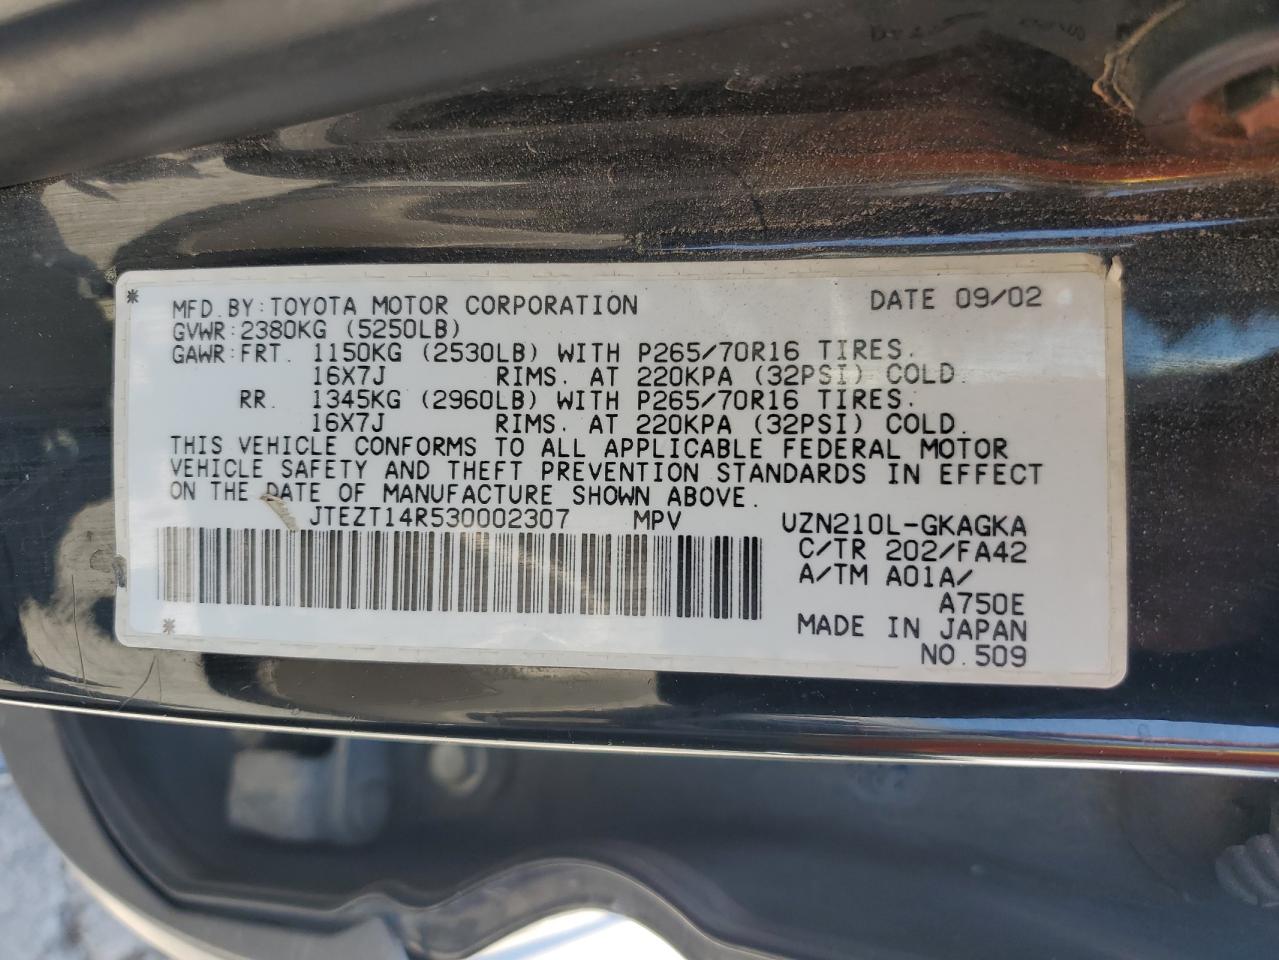 MFD. BY: TOYOTA MOTOR CORPORATION DATE 09/02
GVWR: 2380KG (5250LB)
GAWR: FRT. 1150KG (2530LB) WITH P265/70R16 TIRES.
16X7J RIMS. AT 220KPA (32PSI) COLD.
RR. 1345KG (2960LB) WITH P265/70R16 TIRES.
16X7J RIMS. AT 220KPA (32PSI) COLD.
THIS VEHICLE CONFORMS TO ALL APPLICABLE FEDERAL MOTOR
VEHICLE SAFETY AND THEFT PREVENTION STANDARDS IN EFFECT
ON THE DATE OF MANUFACTURE SHOWN ABOVE.
JTEZT14R530002307 MPV UZN210L-GKAGKA
C/TR 202/FA42
A/TM A01A/
A750E
MADE IN JAPAN
NO. 509